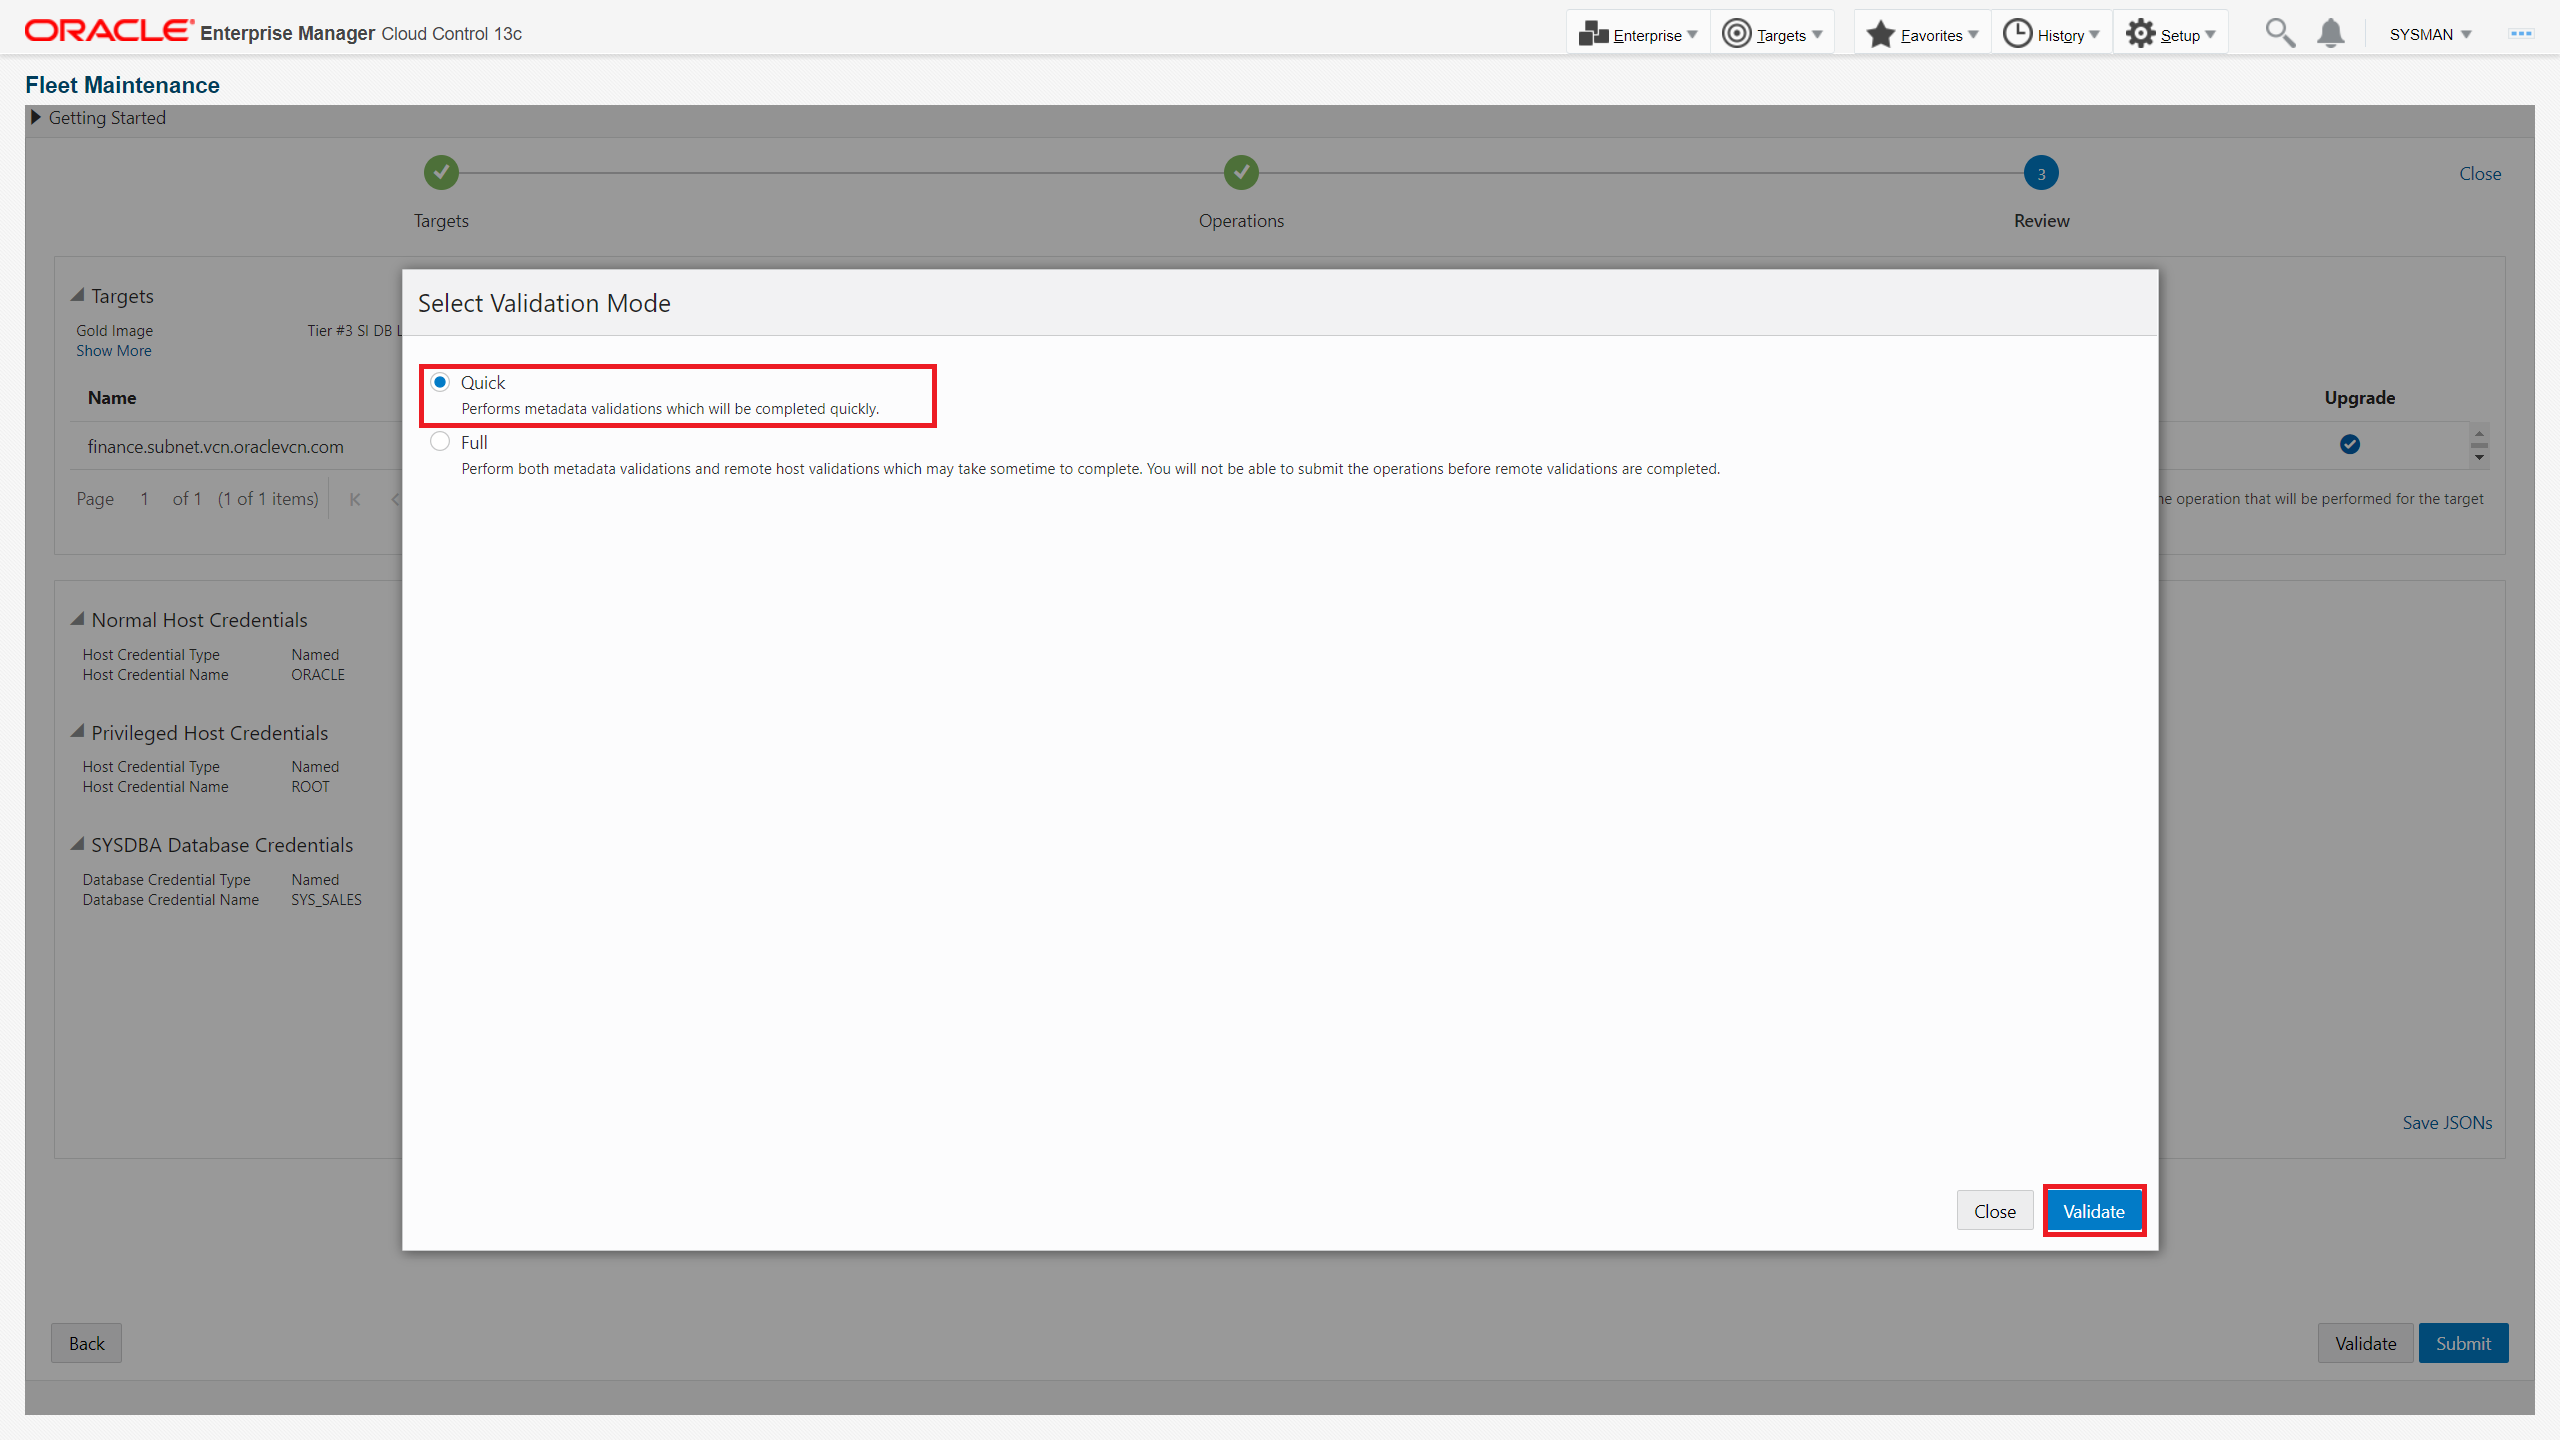 ORACLE Enterprise Manager Cloud Control 13c
Enterprise Targets Favorites History Setup SYSMAN
Fleet Maintenance
Getting Started
3 Close
Targets Operations Review
Select Validation Mode
Targets
Gold Image Tier #3 SI DB L
Show More
Quick
Performs metadata validations which will be completed quickly.
Name Upgrade
Full
finance.subnet.vcn.oraclevcn.com
Perform both metadata validations and remote host validations which may take sometime to complete. You will not be able to submit the operations before remote validations are completed.
Page 1 of 1 (1 of 1 items) operation that will be performed for the target
Normal Host Credentials
Host Credential Type Named
Host Credential Name ORACLE
Privileged Host Credentials
Host Credential Type Named
Host Credential Name ROOT
SYSDBA Database Credentials
Database Credential Type Named
Database Credential Name SYS_SALES
Save JSONs
Close Validate
Back Validate Submit